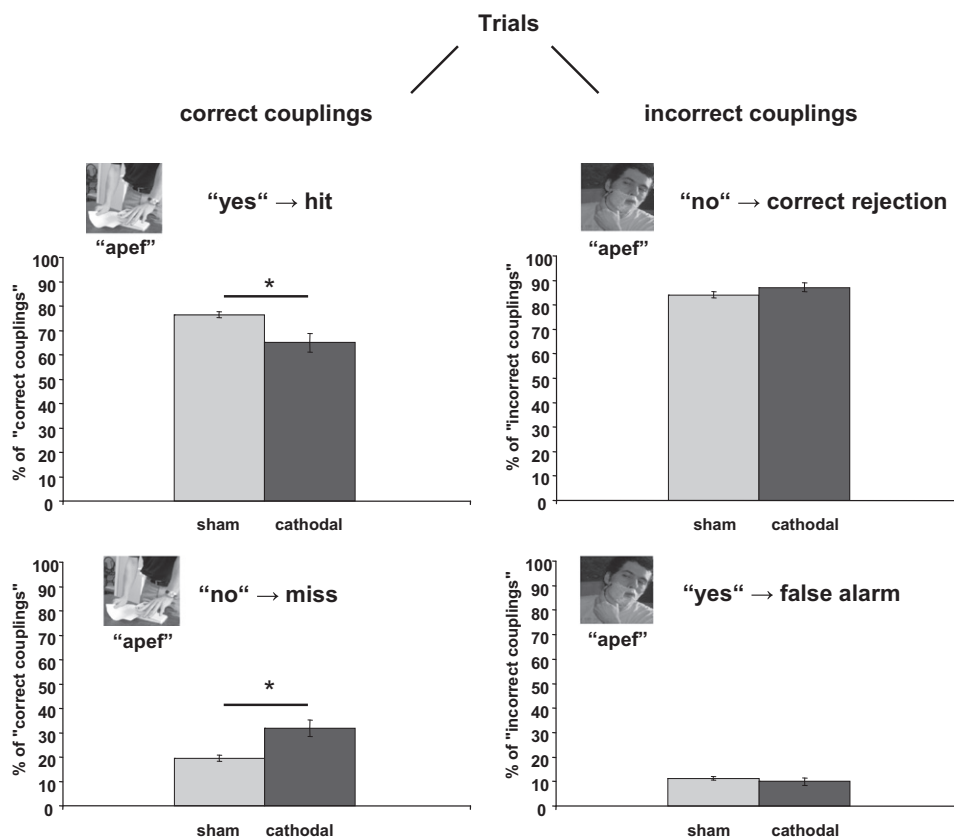 Trials
correct couplings
incorrect couplings
“yes“ → hit
“apef”
% of "correct couplings"
100
90
80
70
60
50
40
30
20
10
0
*
sham cathodal
“no“ → correct rejection
“apef”
% of "incorrect couplings"
100
90
80
70
60
50
40
30
20
10
0
sham cathodal
“no“ → miss
“apef”
% of "correct couplings"
100
90
80
70
60
50
40
30
20
10
0
*
sham cathodal
“yes“ → false alarm
“apef”
% of "incorrect couplings"
100
90
80
70
60
50
40
30
20
10
0
sham cathodal